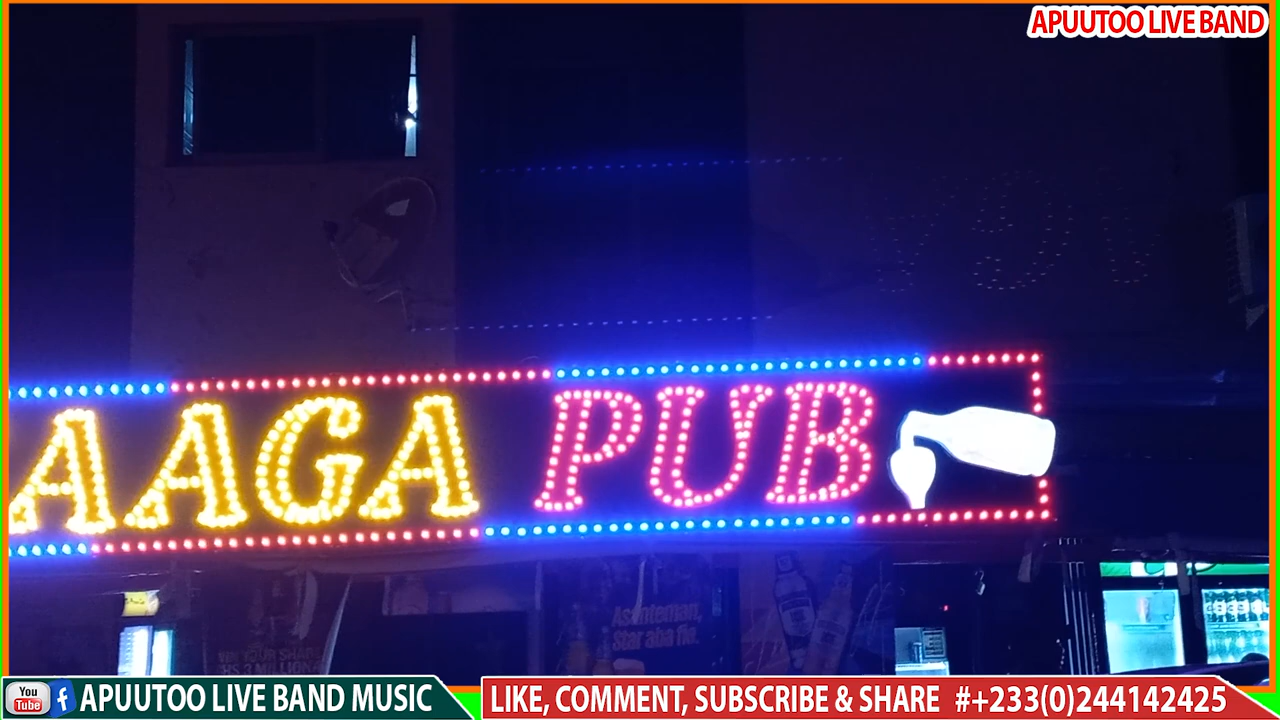 APUUTOO LIVE BAND
AAGA PUB
Asanteman,
Star aba fie.
APUUTOO LIVE BAND MUSIC
LIKE, COMMENT, SUBSCRIBE & SHARE #+233(0)244142425
You
Tube